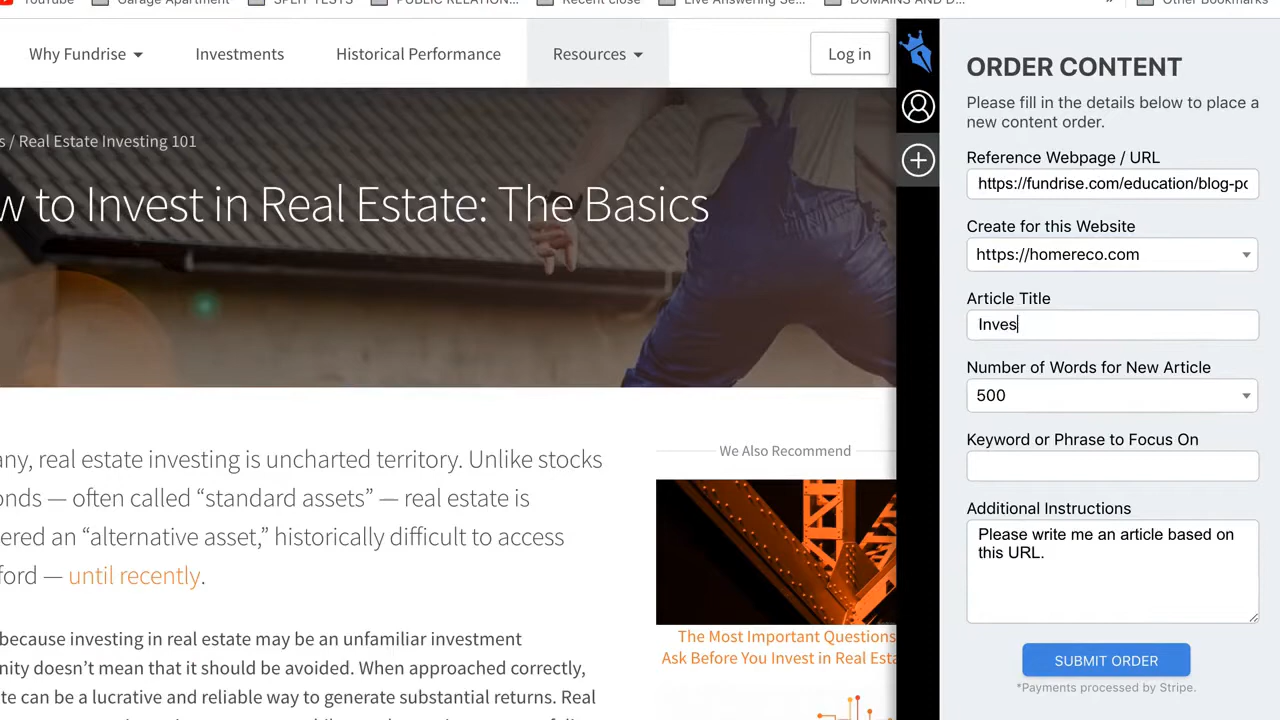 YouTube Garage Apartment SPLIT TESTS PUBLIC RELATION... Recent close Live Answering Se... DOMAINS AND D... » Other Bookmarks
Why Fundrise Investments Historical Performance Resources Log in
s / Real Estate Investing 101
w to Invest in Real Estate: The Basics
any, real estate investing is uncharted territory. Unlike stocks
onds — often called “standard assets” — real estate is
ered an “alternative asset,” historically difficult to access
ford — until recently.
because investing in real estate may be an unfamiliar investment
nity doesn’t mean that it should be avoided. When approached correctly,
te can be a lucrative and reliable way to generate substantial returns. Real
We Also Recommend
The Most Important Questions
Ask Before You Invest in Real Esta
ORDER CONTENT
Please fill in the details below to place a
new content order.
Reference Webpage / URL
https://fundrise.com/education/blog-po
Create for this Website
https://homereco.com
Article Title
Inves
Number of Words for New Article
500
Keyword or Phrase to Focus On
Additional Instructions
Please write me an article based on
this URL.
SUBMIT ORDER
*Payments processed by Stripe.